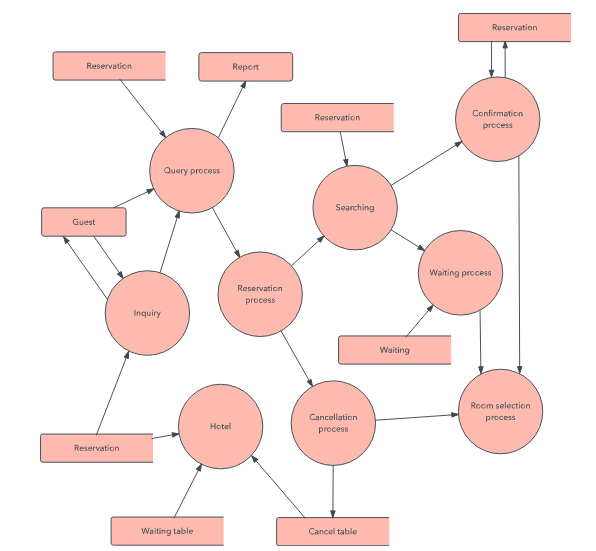 Reservation
Reservation
Report
Reservation
Confirmation
process
Query process
Searching
Guest
Waiting process
Reservation
process
Inquiry
Waiting
Room selection
process
Cancellation
process
Hotel
Reservation
Waiting table
Cancel table